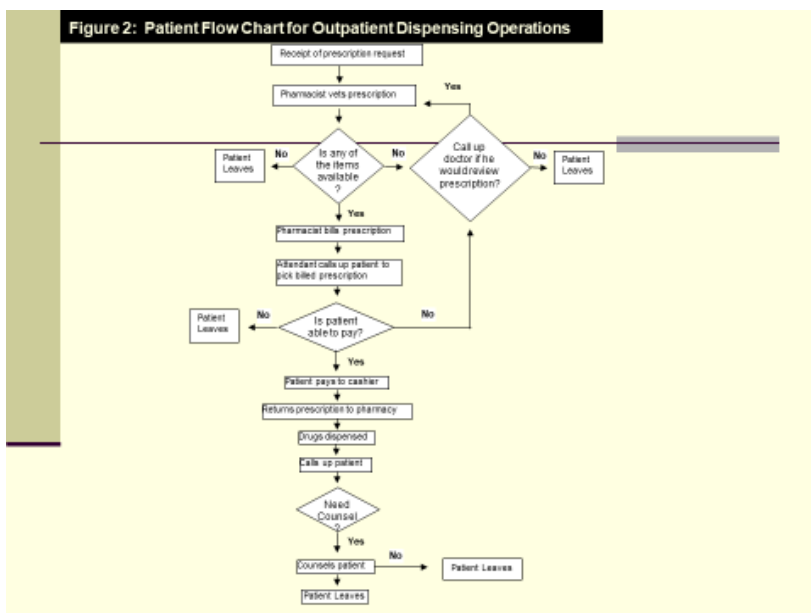 Figure 2: Patient Flow Chart for Outpatient Dispensing Operations
Receipt of prescription request
Pharmacist vets prescription
Yes
Patient
Leaves
No
Is any of
the items
available
?
No
Call up
doctor if he
would review
prescription?
No
Patient
Leaves
Yes
Pharmacist bills prescription
Attendant calls up patient to
pick billed prescription
Patient
Leaves
No
Is patient
able to pay?
No
Yes
Patient pays to cashier
Returns prescription to pharmacy
Drugs dispensed
Calls up patient
Need
Counsel
?
Yes
Counsels patient
No
Patient Leaves
Patient Leaves